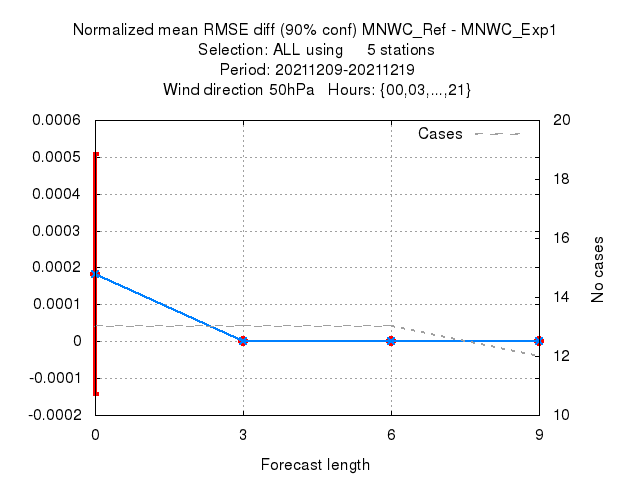 Normalized mean RMSE diff (90% conf) MNWC_Ref - MNWC_Exp1
Selection: ALL using 5 stations
Period: 20211209-20211219
Wind direction 50hPa Hours: {00,03,...,21}
Cases
0.0006
0.0005
0.0004
0.0003
0.0002
0.0001
0
-0.0001
-0.0002
20
18
16
14
12
10
No cases
0 3 6 9
Forecast length